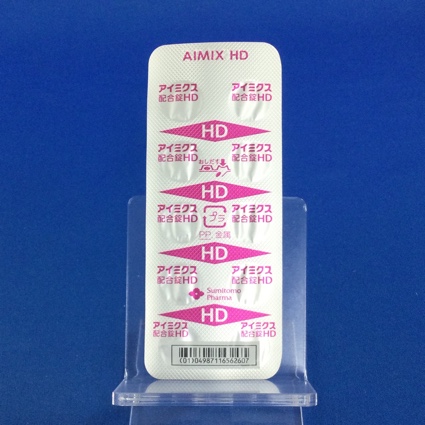 AIMIX HD
アイミクス アイミクス
配合錠HD 配合錠HD
HD
アイミクス アイミクス
配合錠HD 配合錠HD
おしだす
HD
アイミクス アイミクス
配合錠HD 配合錠HD
プラ
PP, 金属
HD
アイミクス アイミクス
配合錠HD 配合錠HD
Sumitomo
Pharma
HD
アイミクス アイミクス
配合錠HD 配合錠HD
(01)04987116562607